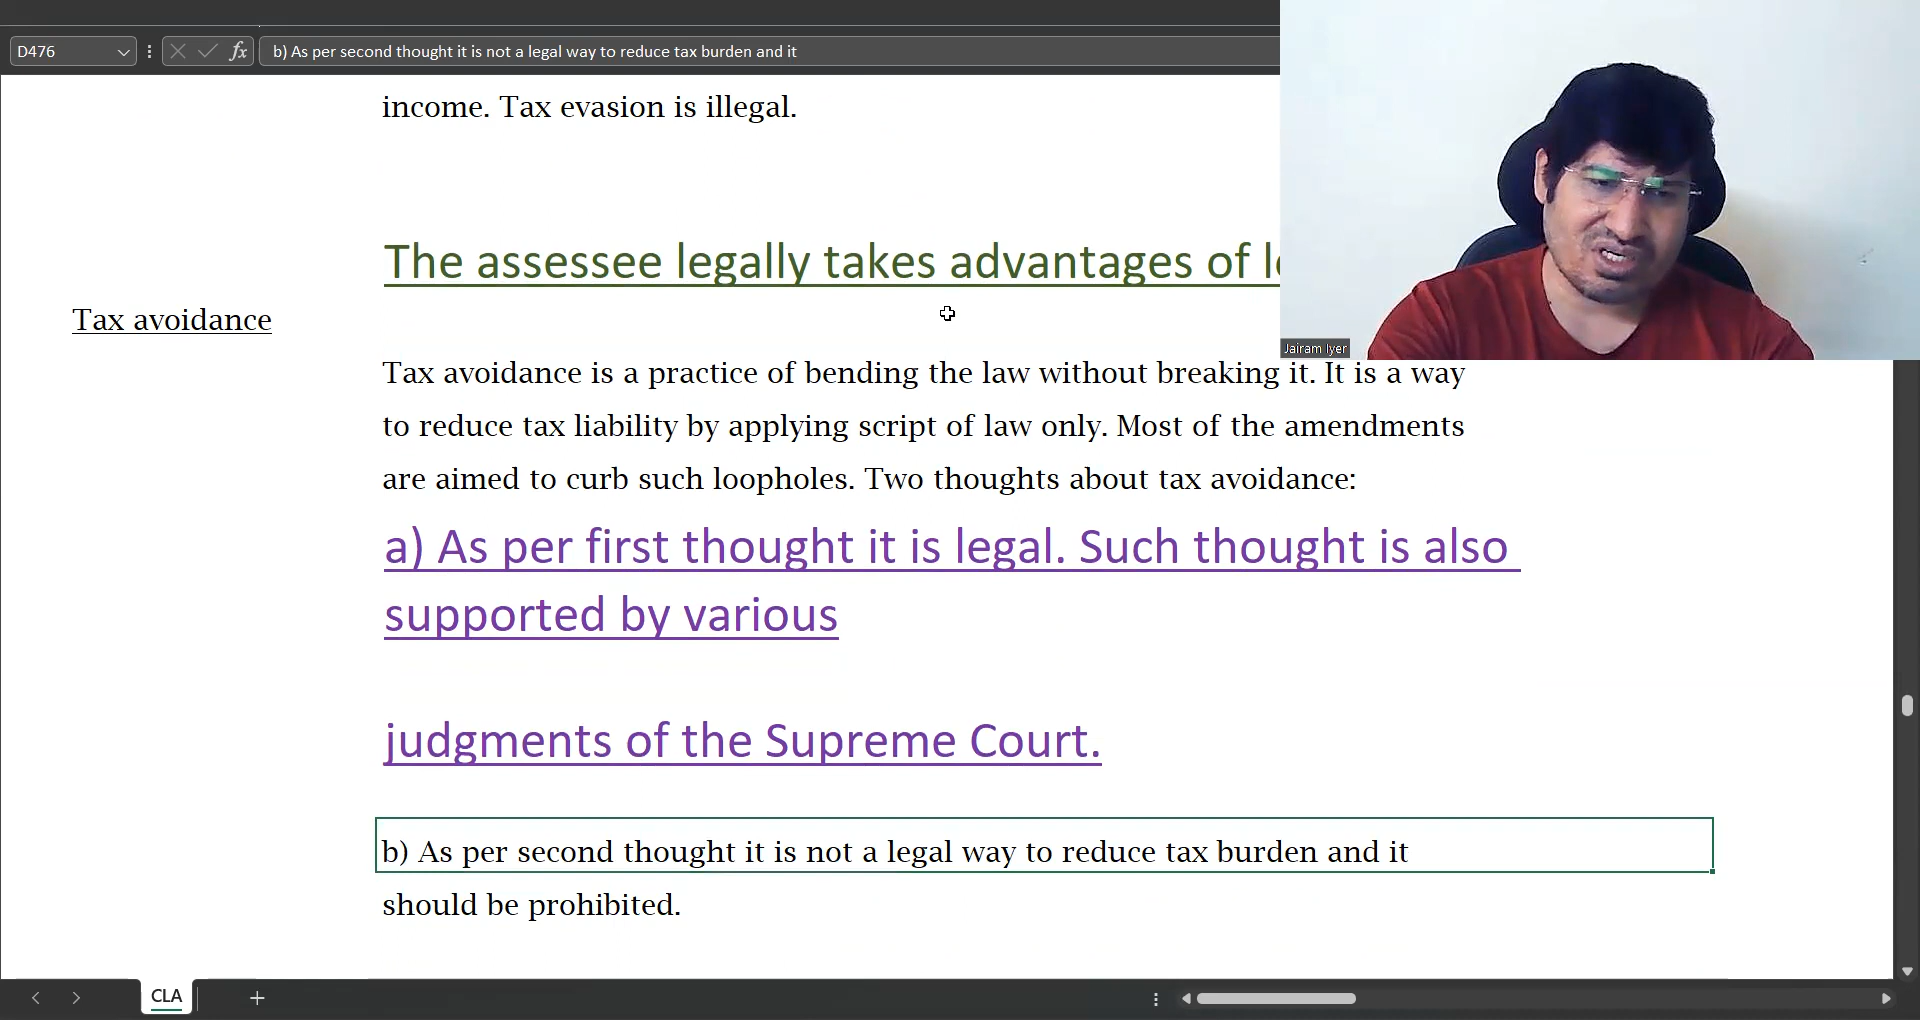 D476
fx
b) As per second thought it is not a legal way to reduce tax burden and it
income. Tax evasion is illegal.
The assessee legally takes advantages of
Jairam Iyer
Tax avoidance
Tax avoidance is a practice of bending the law without breaking it. It is a way
to reduce tax liability by applying script of law only. Most of the amendments
are aimed to curb such loopholes. Two thoughts about tax avoidance:
a) As per first thought it is legal. Such thought is also
supported by various
judgments of the Supreme Court.
b) As per second thought it is not a legal way to reduce tax burden and it
should be prohibited.
CLA